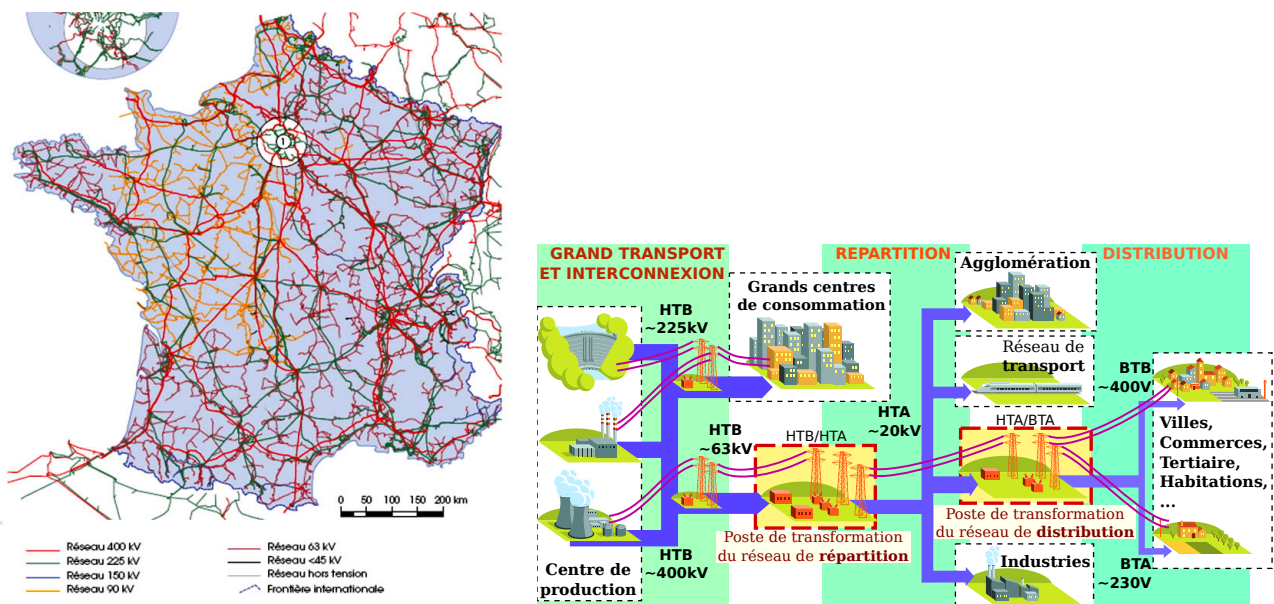 1
0 50 100 150 200 km
Réseau 400 kV
Réseau 225 kV
Réseau 150 kV
Réseau 90 kV
Réseau 63 kV
Réseau <45 kV
Réseau hors tension
Frontière internationale
GRAND TRANSPORT
ET INTERCONNEXION
REPARTITION
DISTRIBUTION
HTB
~225kV
Grands centres
de consommation
Agglomération
Réseau de
transport
BTB
~400V
HTB
~63kV
HTB/HTA
HTA
~20kV
HTA/BTA
Villes,
Commerces,
Tertiaire,
Habitations,
...
Poste de transformation
du réseau de répartition
Poste de transformation
du réseau de distribution
HTB
~400kV
Centre de
production
Industries
BTA
~230V